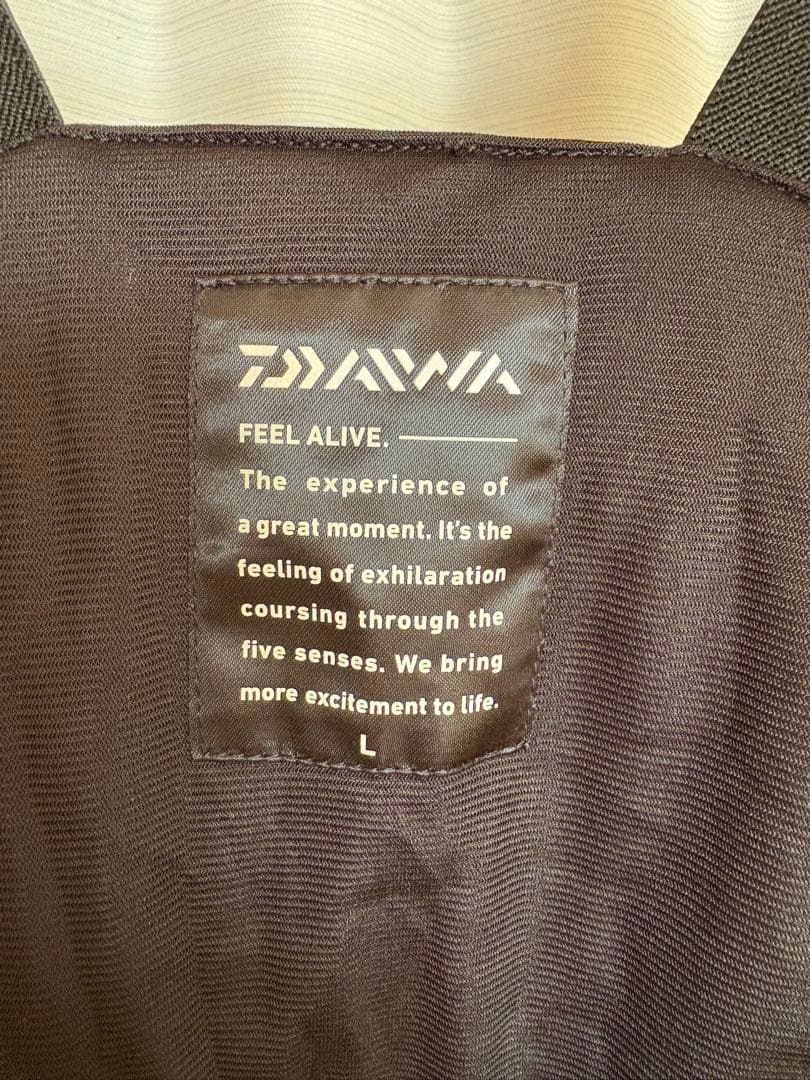 DAIWA
FEEL ALIVE.
The experience of
a great moment. It's the
feeling of exhilaration
coursing through the
five senses. We bring
more excitement to life.
L